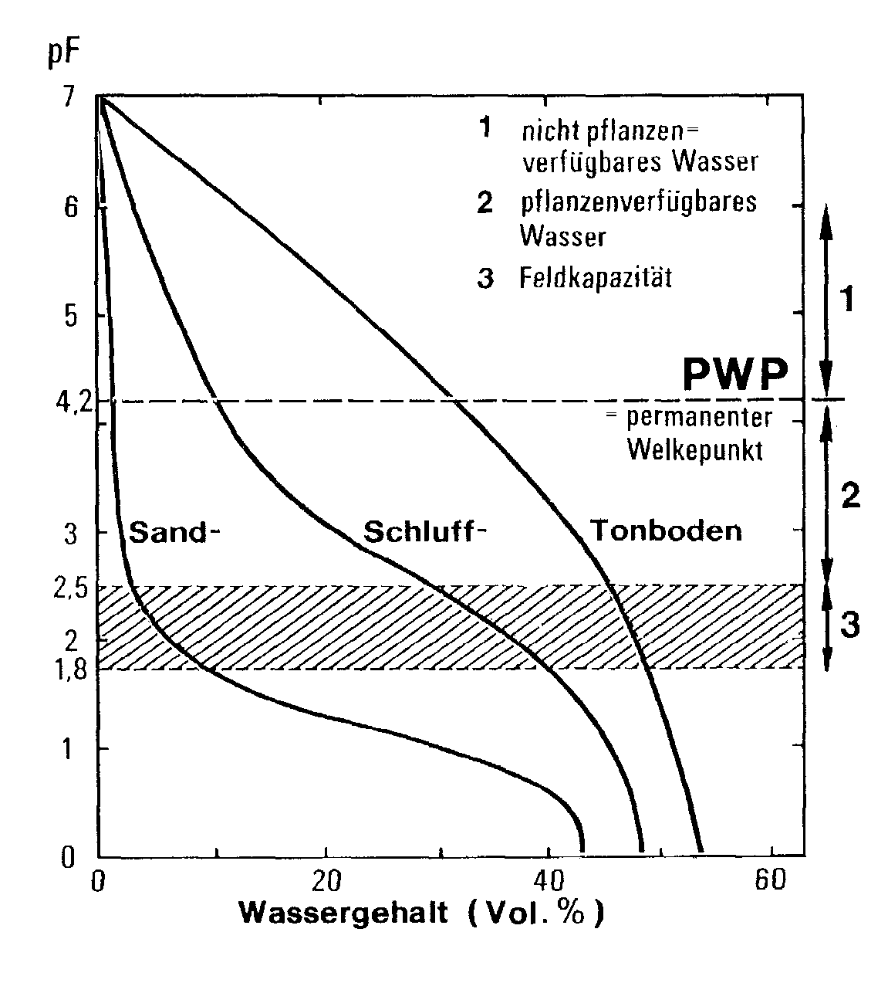 pF
7
6
5
4,2
3
2,5
2
1,8
1
0
1 nicht pflanzen=
verfügbares Wasser
2 pflanzenverfügbares
Wasser
3 Feldkapazität
PWP
= permanenter
Welkepunkt
Sand- Schluff- Tonboden
1
2
3
0 20 40 60
Wassergehalt (Vol.%)